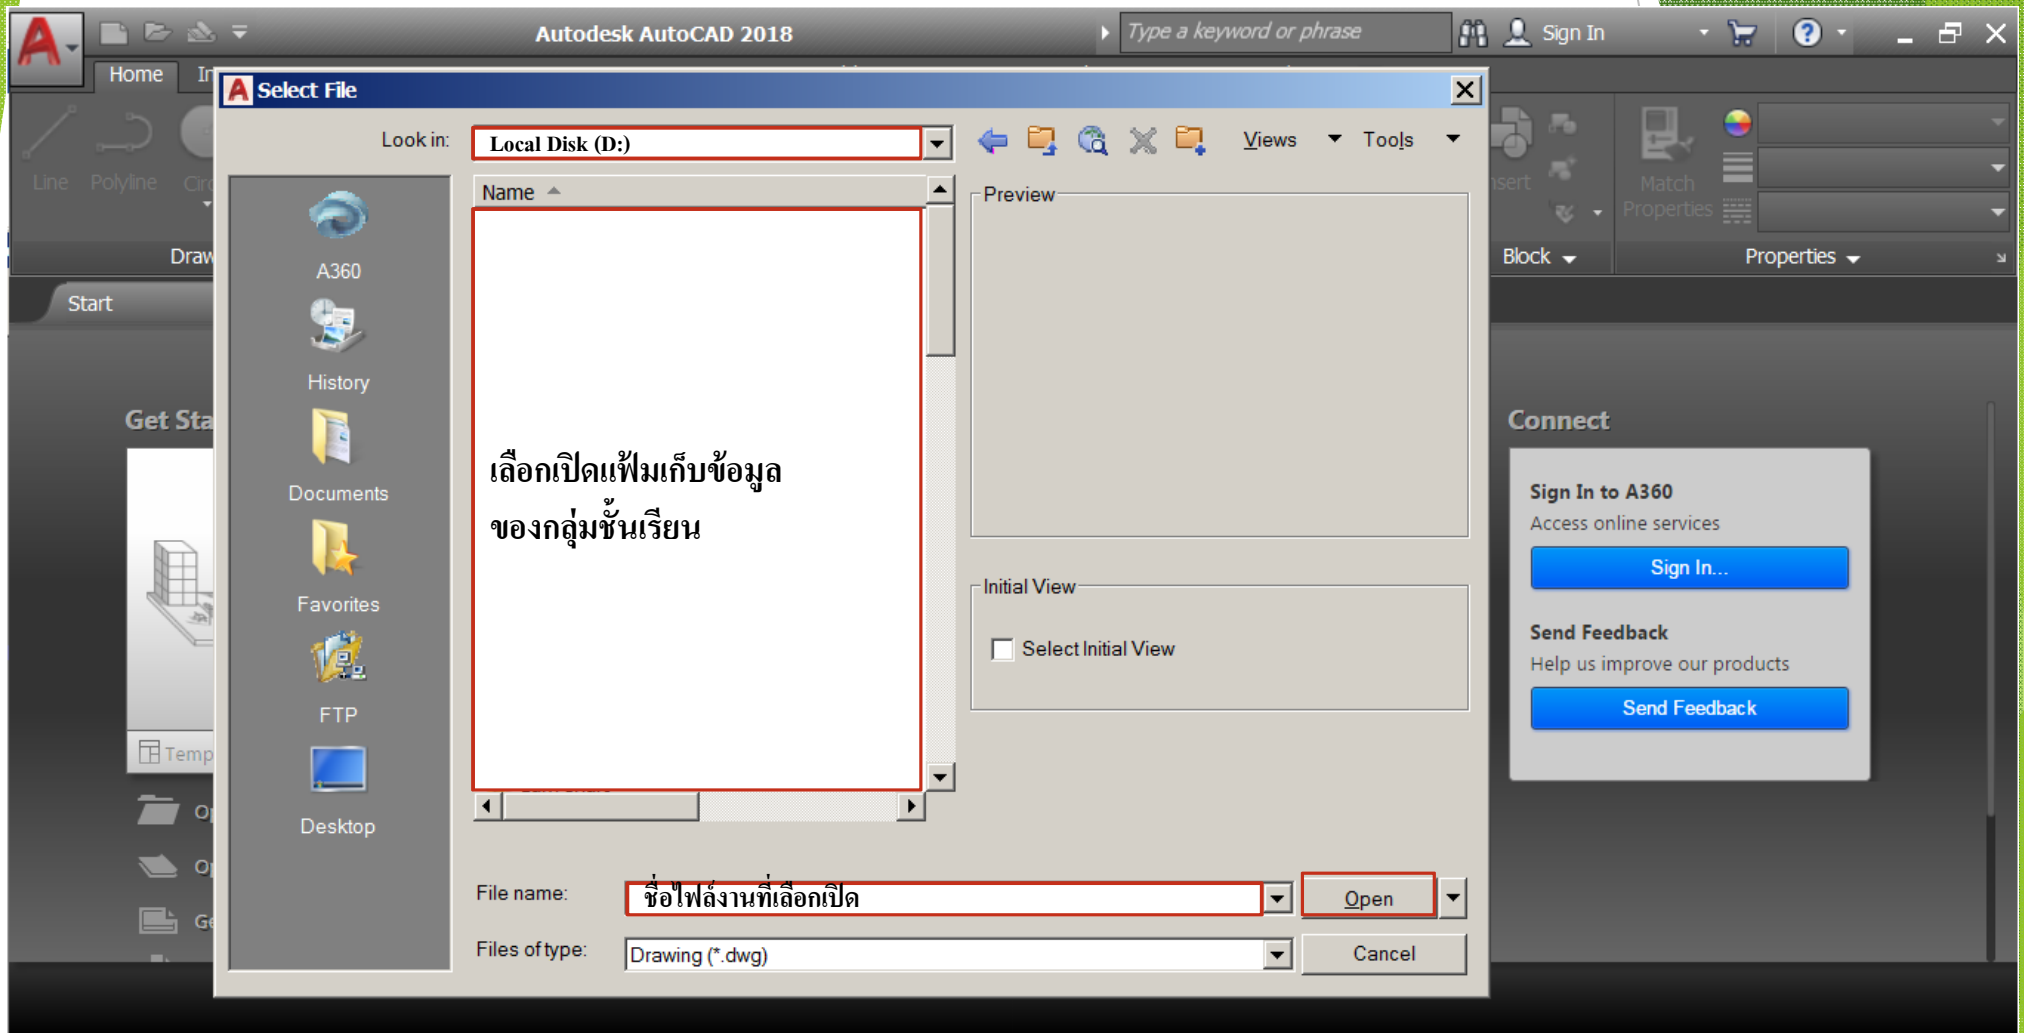 Autodesk AutoCAD 2018
Type a keyword or phrase
Sign In
Home
Select File
Look in:
Local Disk (D:)
Views
Tools
Line
Polyline
Match
Properties
Block
Properties
Start
Name
Preview
A360
History
Documents
Favorites
FTP
Desktop
เลือกเปิดแฟ้มเก็บข้อมูล
ของกลุ่มชั้นเรียน
Initial View
Select Initial View
File name:
ชื่อไฟล์งานที่เลือกเปิด
Open
Files of type:
Drawing (*.dwg)
Cancel
Connect
Sign In to A360
Access online services
Sign In...
Send Feedback
Help us improve our products
Send Feedback